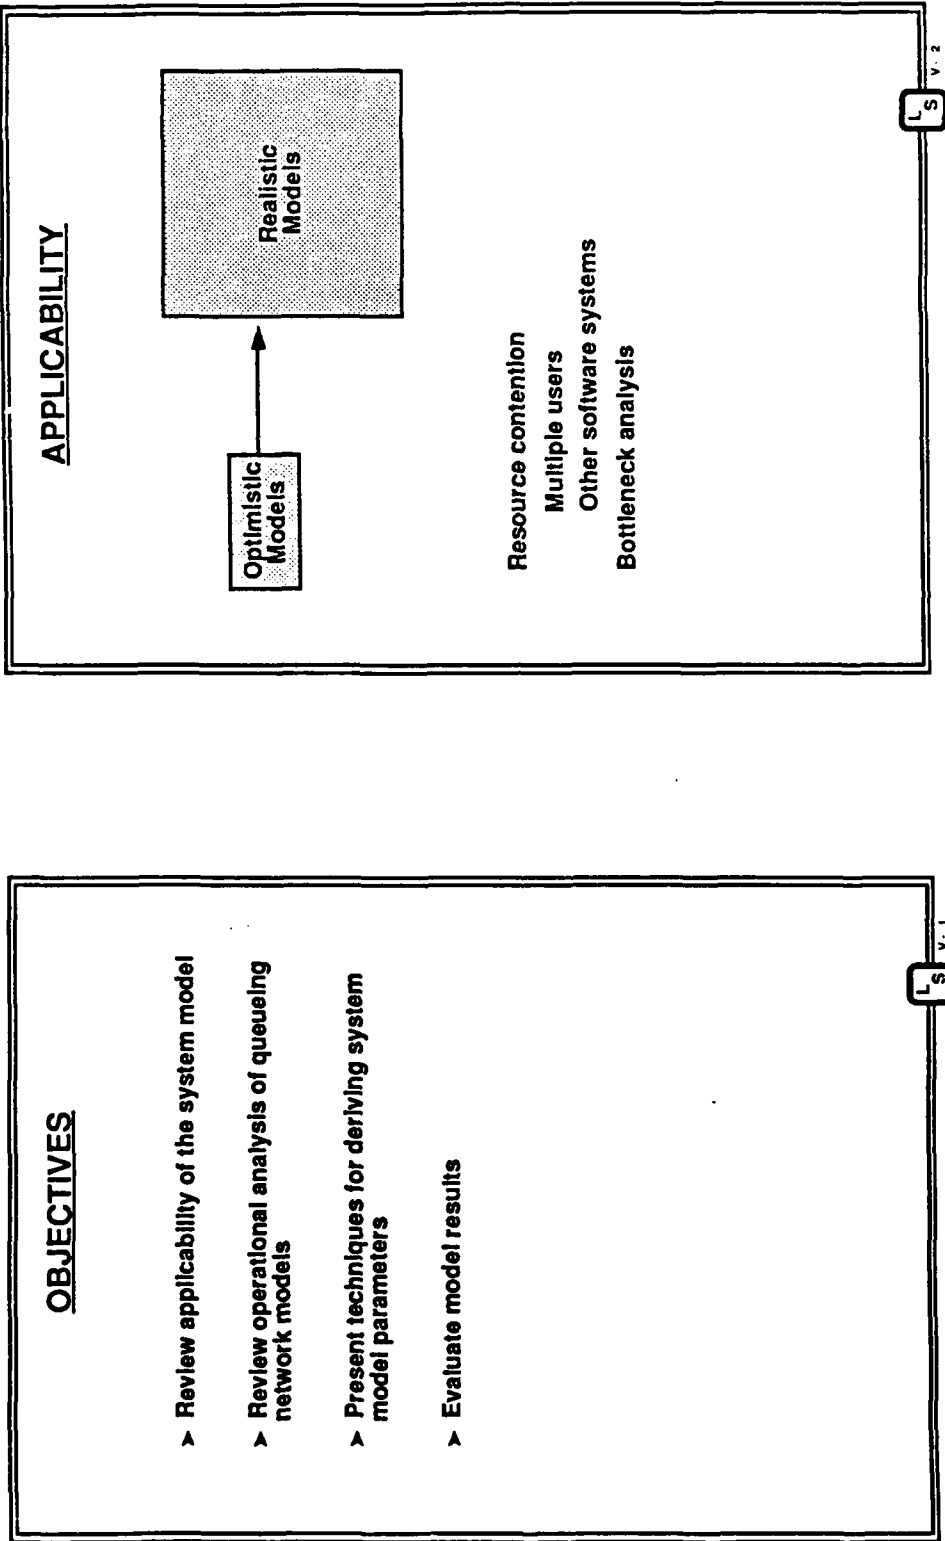 OBJECTIVES
➤ Review applicability of the system model
➤ Review operational analysis of queueing
network models
➤ Present techniques for deriving system
model parameters
➤ Evaluate model results
L
S
V. 1
APPLICABILITY
Optimistic
Models
Realistic
Models
Resource contention
Multiple users
Other software systems
Bottleneck analysis
L
S
V. 2